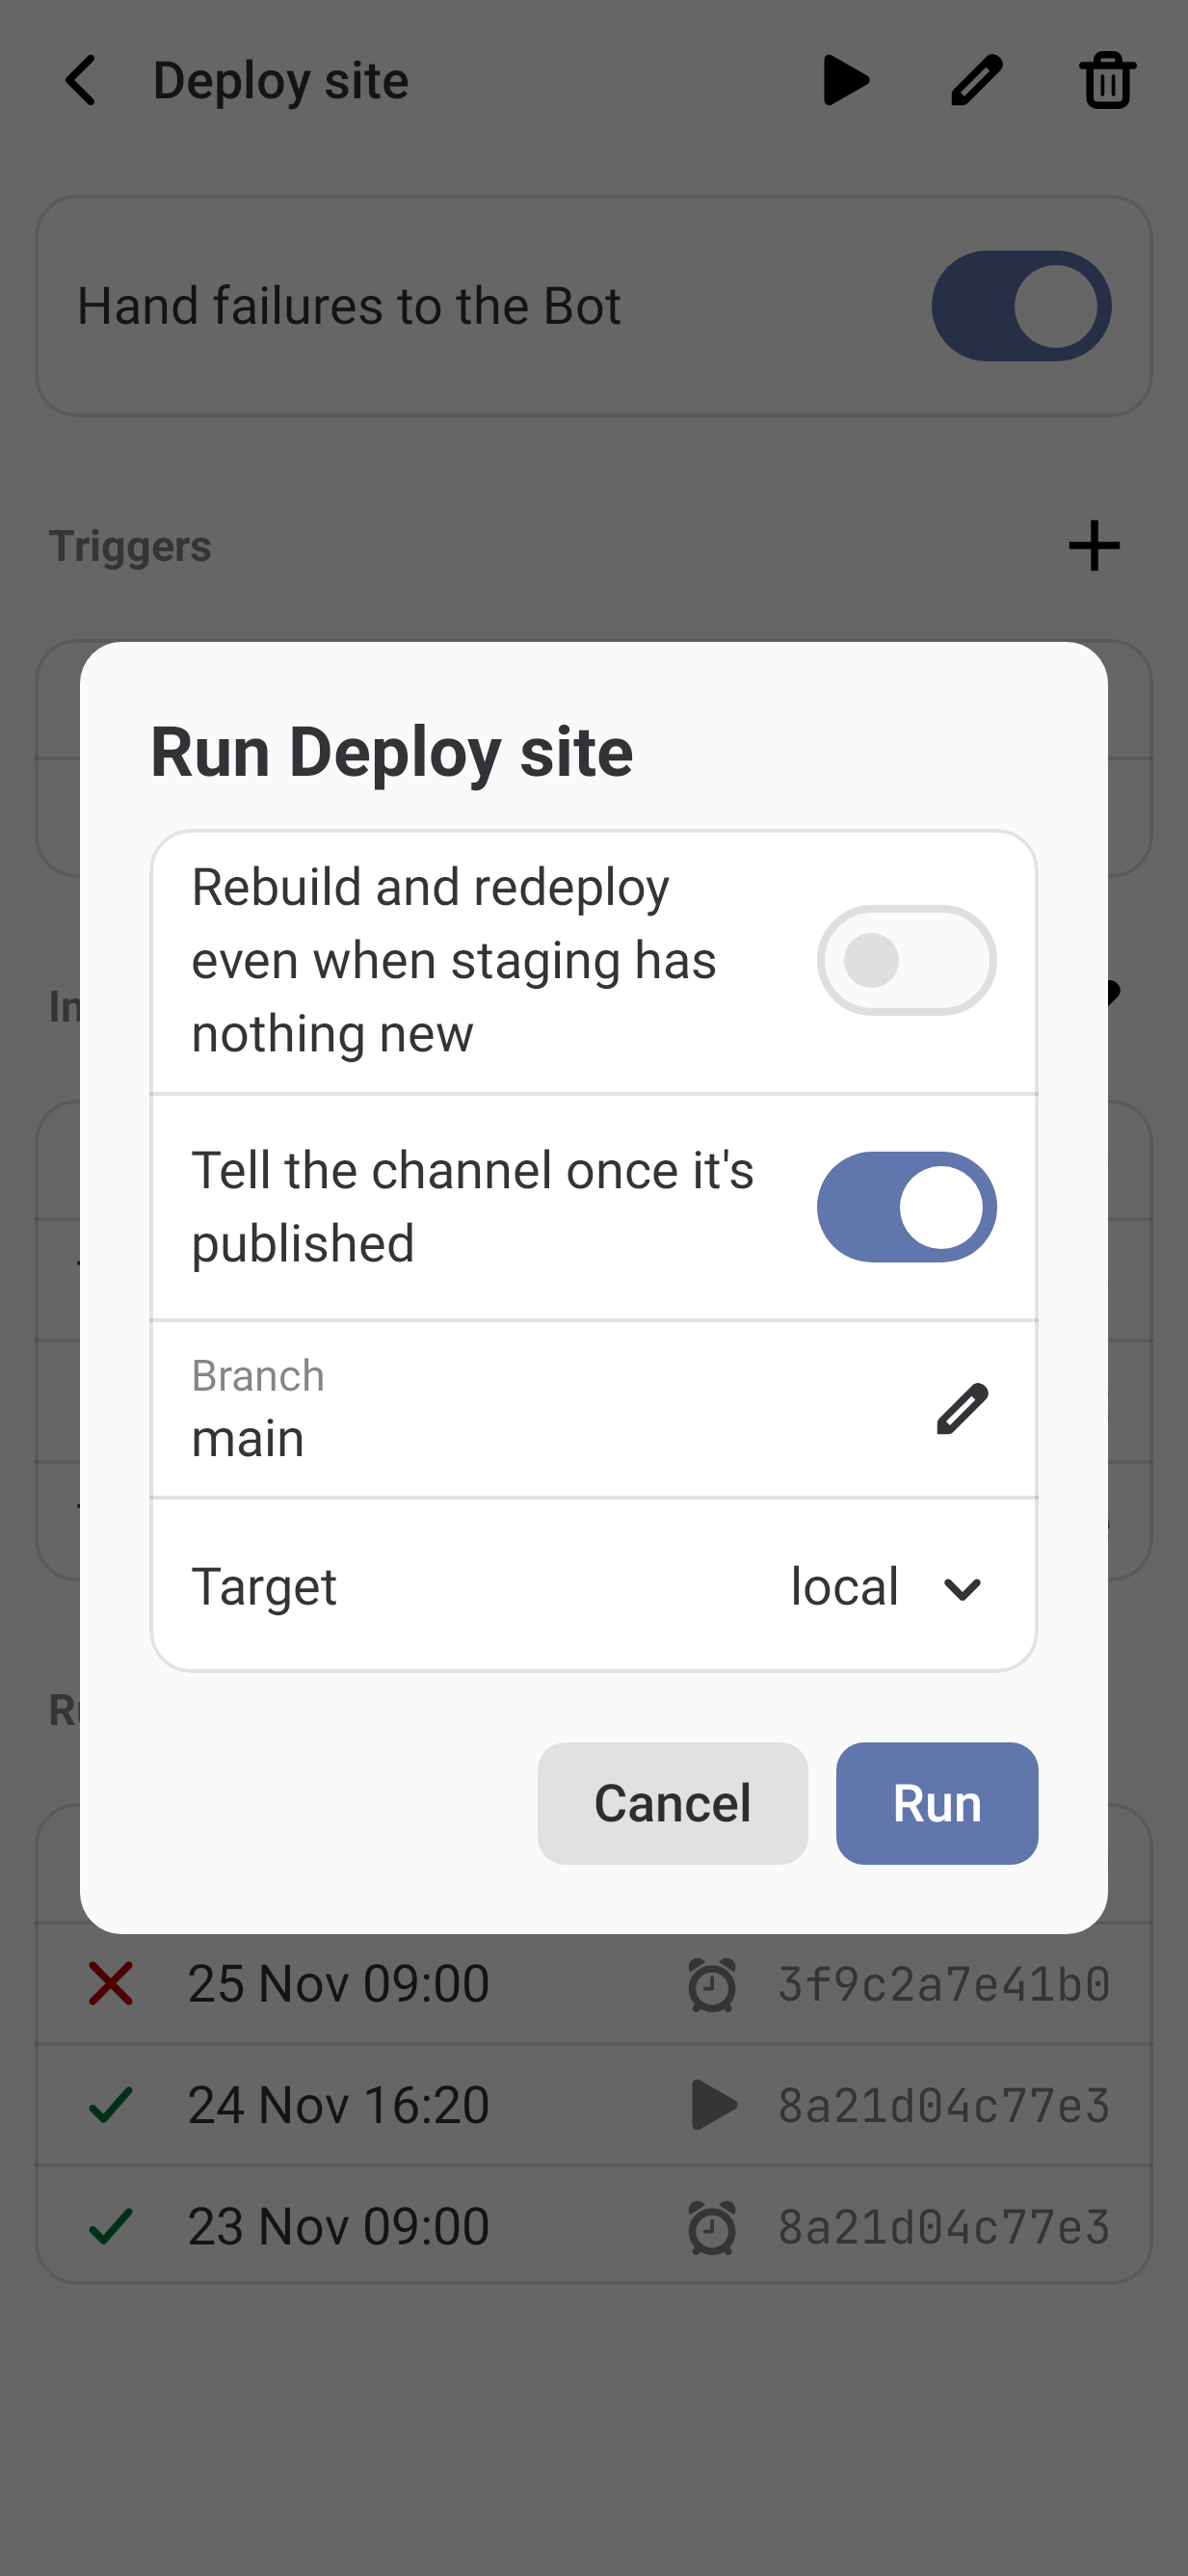 Deploy site
Hand failures to the Bot
Triggers
Run Deploy site
Rebuild and redeploy
even when staging has
nothing new
Tell the channel once it's
published
Branch
main
Target local
Cancel Run
25 Nov 09:00 3f9c2a7e41b0
24 Nov 16:20 8a21d04c77e3
23 Nov 09:00 8a21d04c77e3